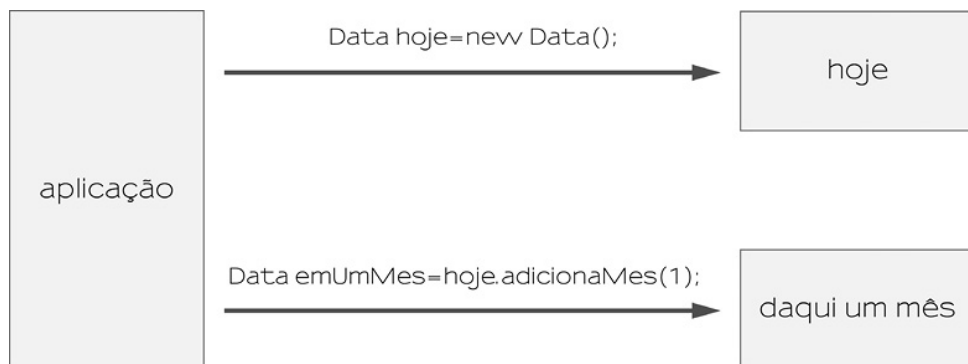 Data hoje=new Data();
hoje
aplicação
Data emUmMes=hoje.adicionaMes(1);
daqui um mês